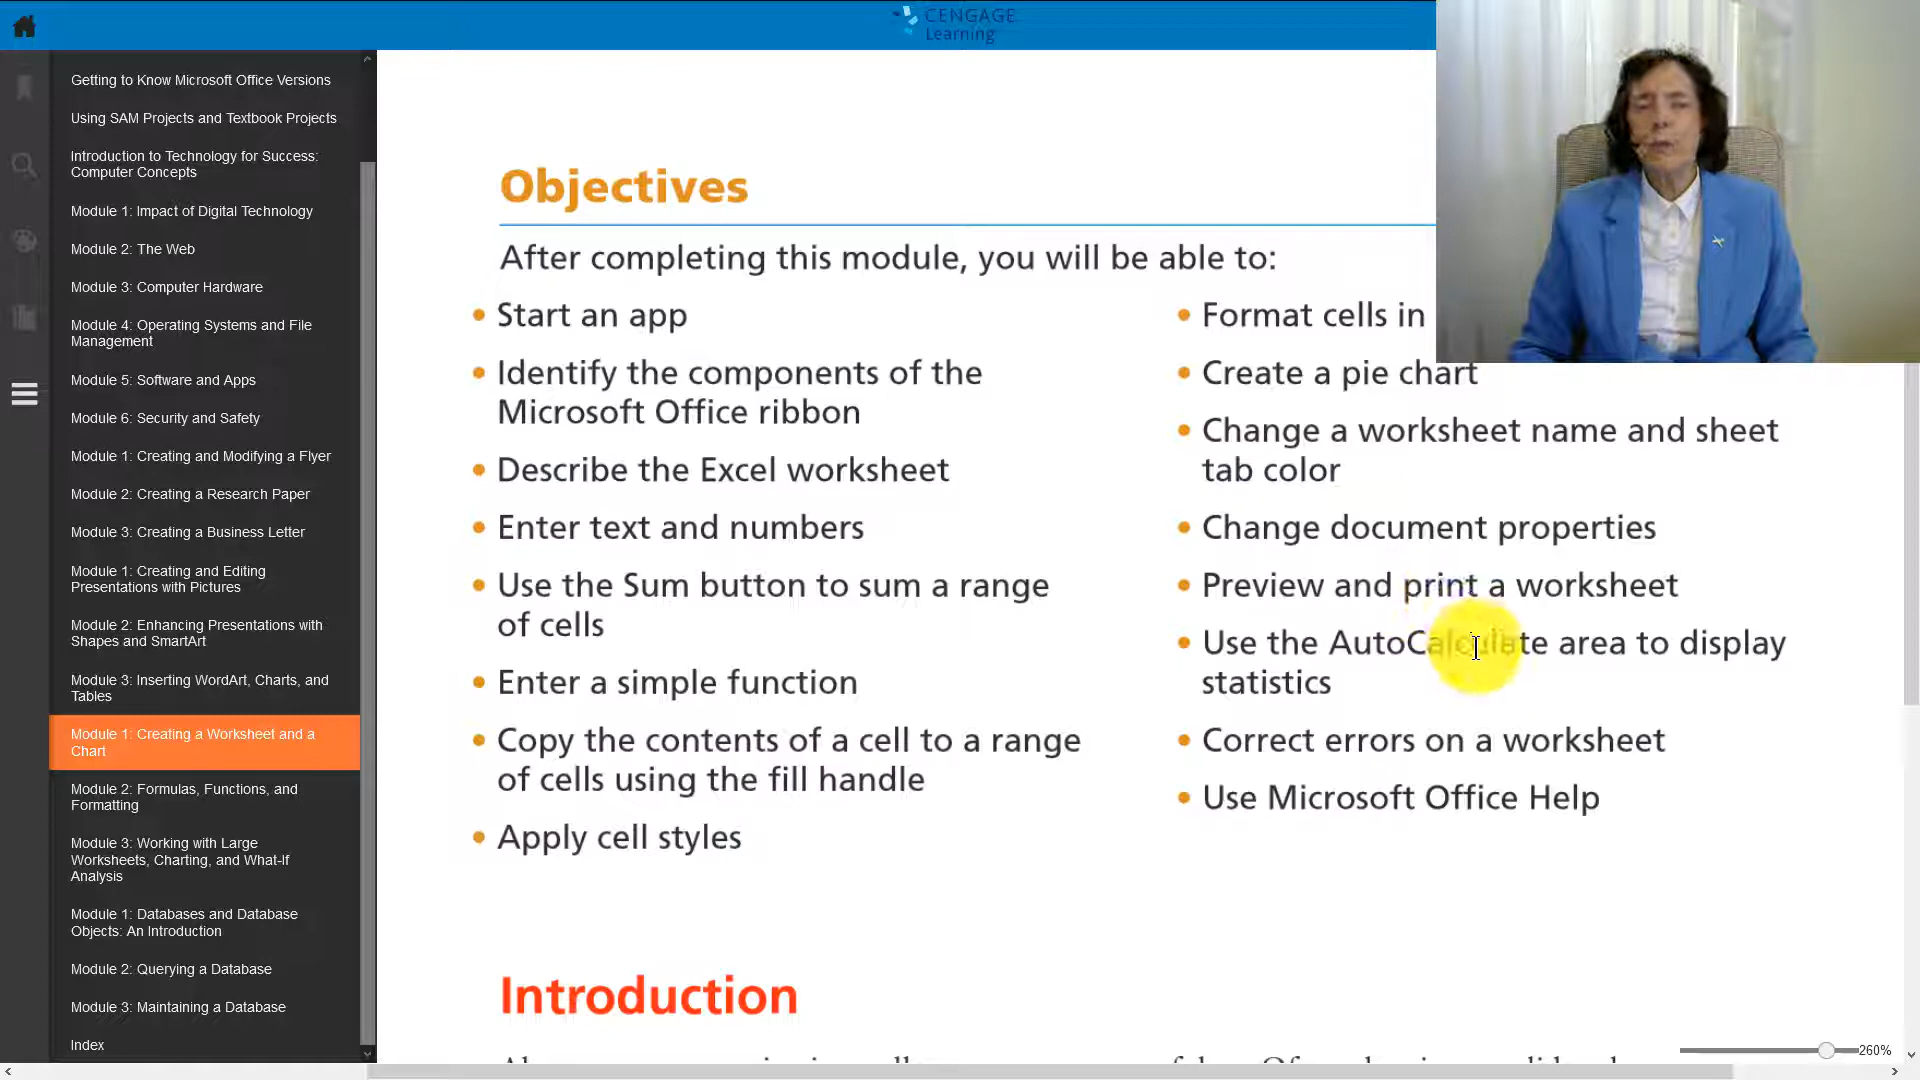 CENGAGE
Learning
Getting to Know Microsoft Office Versions
Using SAM Projects and Textbook Projects
Introduction to Technology for Success:
Computer Concepts
Module 1: Impact of Digital Technology
Module 2: The Web
Module 3: Computer Hardware
Module 4: Operating Systems and File
Management
Module 5: Software and Apps
Module 6: Security and Safety
Module 1: Creating and Modifying a Flyer
Module 2: Creating a Research Paper
Module 3: Creating a Business Letter
Module 1: Creating and Editing
Presentations with Pictures
Module 2: Enhancing Presentations with
Shapes and SmartArt
Module 3: Inserting WordArt, Charts, and
Tables
Module 1: Creating a Worksheet and a
Chart
Module 2: Formulas, Functions, and
Formatting
Module 3: Working with Large
Worksheets, Charting, and What-If
Analysis
Module 1: Databases and Database
Objects: An Introduction
Module 2: Querying a Database
Module 3: Maintaining a Database
Index
Objectives
After completing this module, you will be able to:
• Start an app
• Identify the components of the
Microsoft Office ribbon
• Describe the Excel worksheet
• Enter text and numbers
• Use the Sum button to sum a range
of cells
• Enter a simple function
• Copy the contents of a cell to a range
of cells using the fill handle
• Apply cell styles
• Format cells in
• Create a pie chart
• Change a worksheet name and sheet
tab color
• Change document properties
• Preview and print a worksheet
• Use the AutoCalculate area to display
statistics
• Correct errors on a worksheet
• Use Microsoft Office Help
Introduction
260%